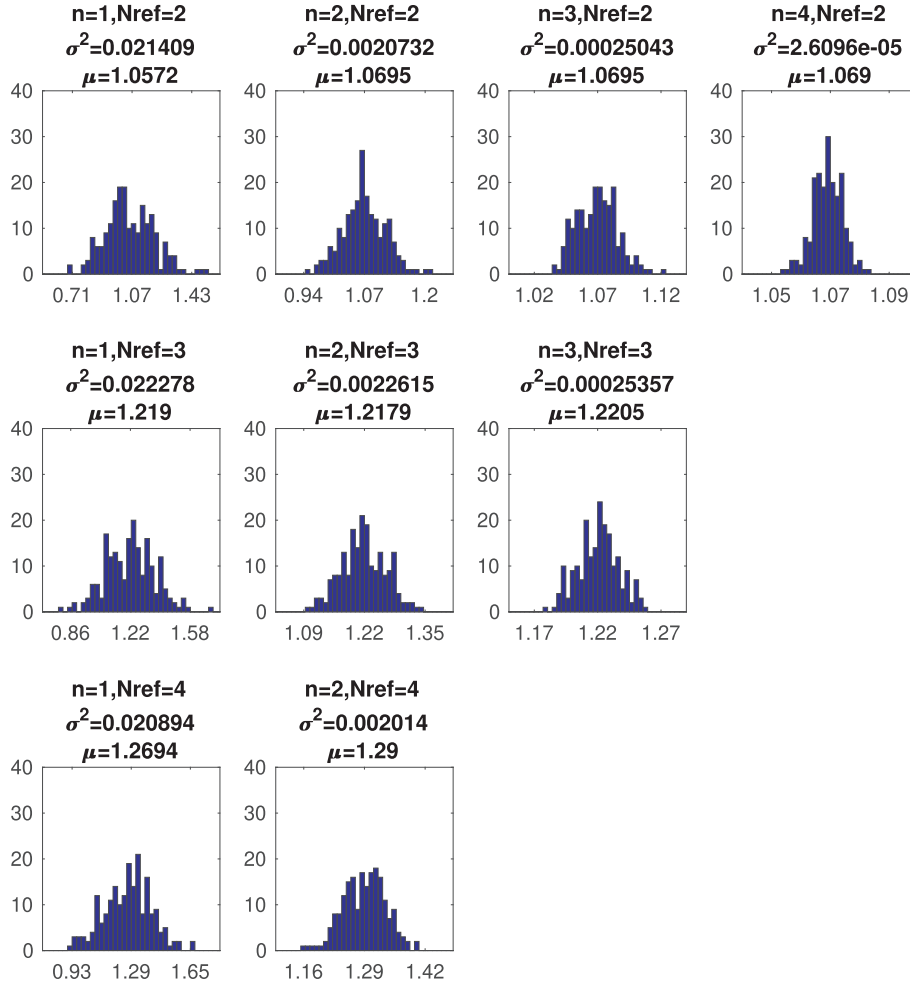 n=1,Nref=2
σ²=0.021409
μ=1.0572
40
30
20
10
0
0.71 1.07 1.43
n=2,Nref=2
σ²=0.0020732
μ=1.0695
40
30
20
10
0
0.94 1.07 1.2
n=3,Nref=2
σ²=0.00025043
μ=1.0695
40
30
20
10
0
1.02 1.07 1.12
n=4,Nref=2
σ²=2.6096e-05
μ=1.069
40
30
20
10
0
1.05 1.07 1.09
n=1,Nref=3
σ²=0.022278
μ=1.219
40
30
20
10
0
0.86 1.22 1.58
n=2,Nref=3
σ²=0.0022615
μ=1.2179
40
30
20
10
0
1.09 1.22 1.35
n=3,Nref=3
σ²=0.00025357
μ=1.2205
40
30
20
10
0
1.17 1.22 1.27
n=1,Nref=4
σ²=0.020894
μ=1.2694
40
30
20
10
0
0.93 1.29 1.65
n=2,Nref=4
σ²=0.002014
μ=1.29
40
30
20
10
0
1.16 1.29 1.42